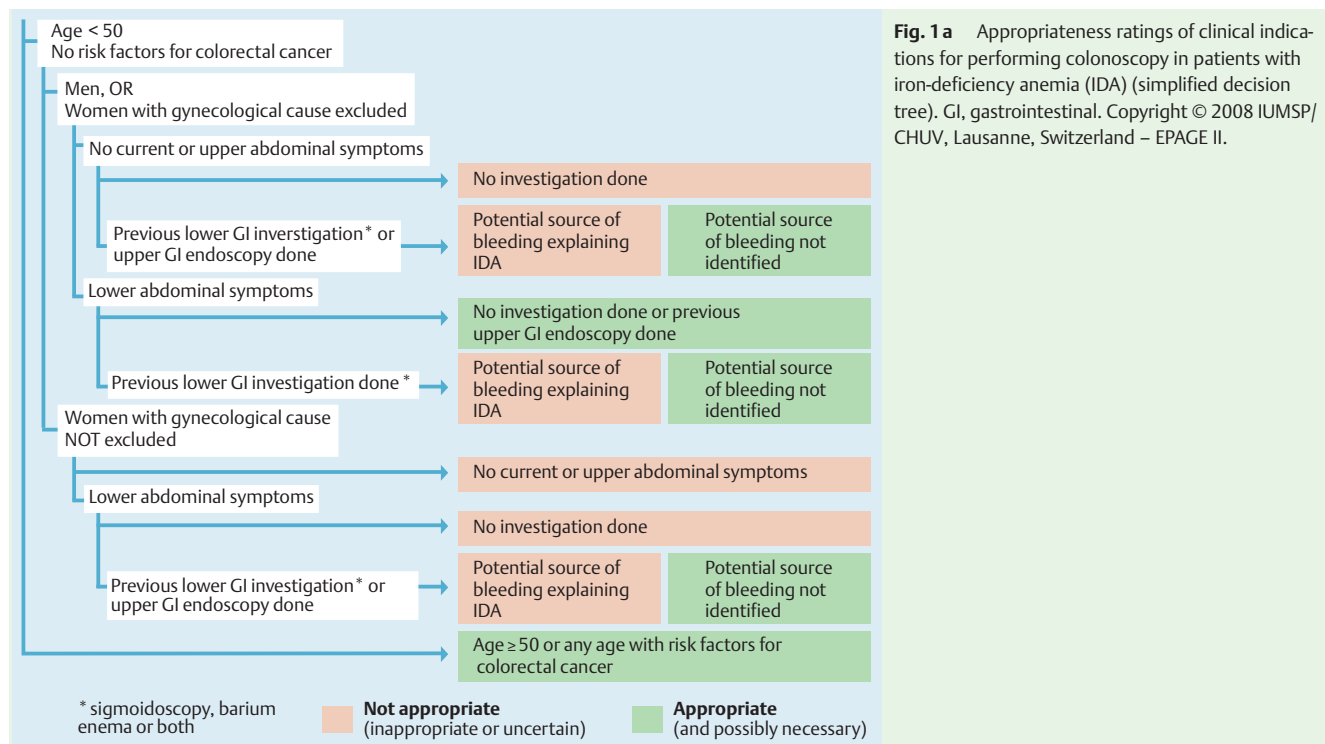 Age < 50
No risk factors for colorectal cancer
Men, OR
Women with gynecological cause excluded
No current or upper abdominal symptoms
No investigation done
Previous lower GI inverstigation* or
upper GI endoscopy done
Potential source of
bleeding explaining
IDA
Potential source
of bleeding not
identified
Lower abdominal symptoms
No investigation done or previous
upper GI endoscopy done
Previous lower GI investigation done *
Potential source of
bleeding explaining
IDA
Potential source
of bleeding not
identified
Women with gynecological cause
NOT excluded
No current or upper abdominal symptoms
Lower abdominal symptoms
No investigation done
Previous lower GI investigation* or
upper GI endoscopy done
Potential source of
bleeding explaining
IDA
Potential source
of bleeding not
identified
Age ≥ 50 or any age with risk factors for
colorectal cancer
* sigmoidoscopy, barium
enema or both
Not appropriate
(inappropriate or uncertain)
Appropriate
(and possibly necessary)
Fig. 1a Appropriateness ratings of clinical indica-
tions for performing colonoscopy in patients with
iron-deficiency anemia (IDA) (simplified decision
tree). GI, gastrointestinal. Copyright © 2008 IUMSP/
CHUV, Lausanne, Switzerland – EPAGE II.